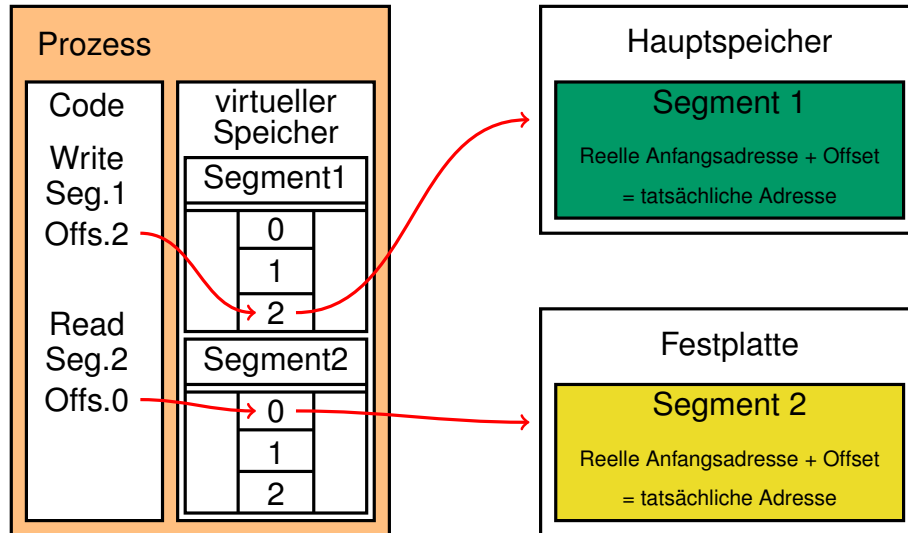 Prozess
Code
Write
Seg.1
Offs.2
Read
Seg.2
Offs.0
virtueller
Speicher
Segment1
0
1
2
Segment2
0
1
2
Hauptspeicher
Segment 1
Reelle Anfangsadresse + Offset
= tatsächliche Adresse
Festplatte
Segment 2
Reelle Anfangsadresse + Offset
= tatsächliche Adresse